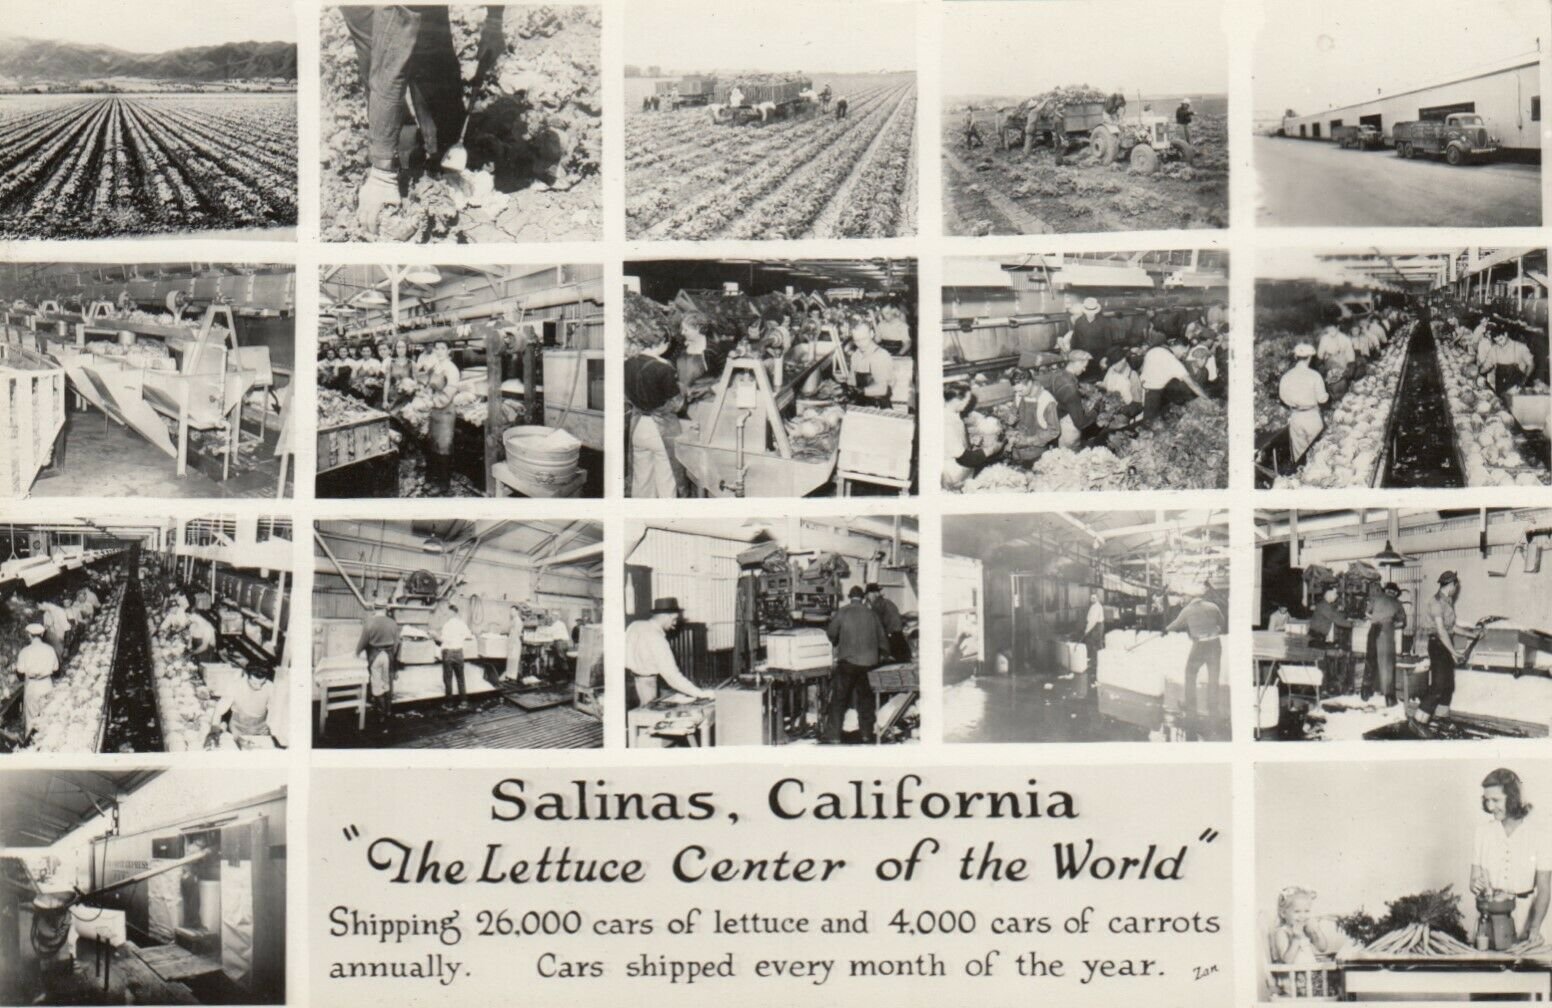 Salinas, California
"The Lettuce Center of the World"
Shipping 26,000 cars of lettuce and 4,000 cars of carrots
annually. Cars shipped every month of the year.
Zan